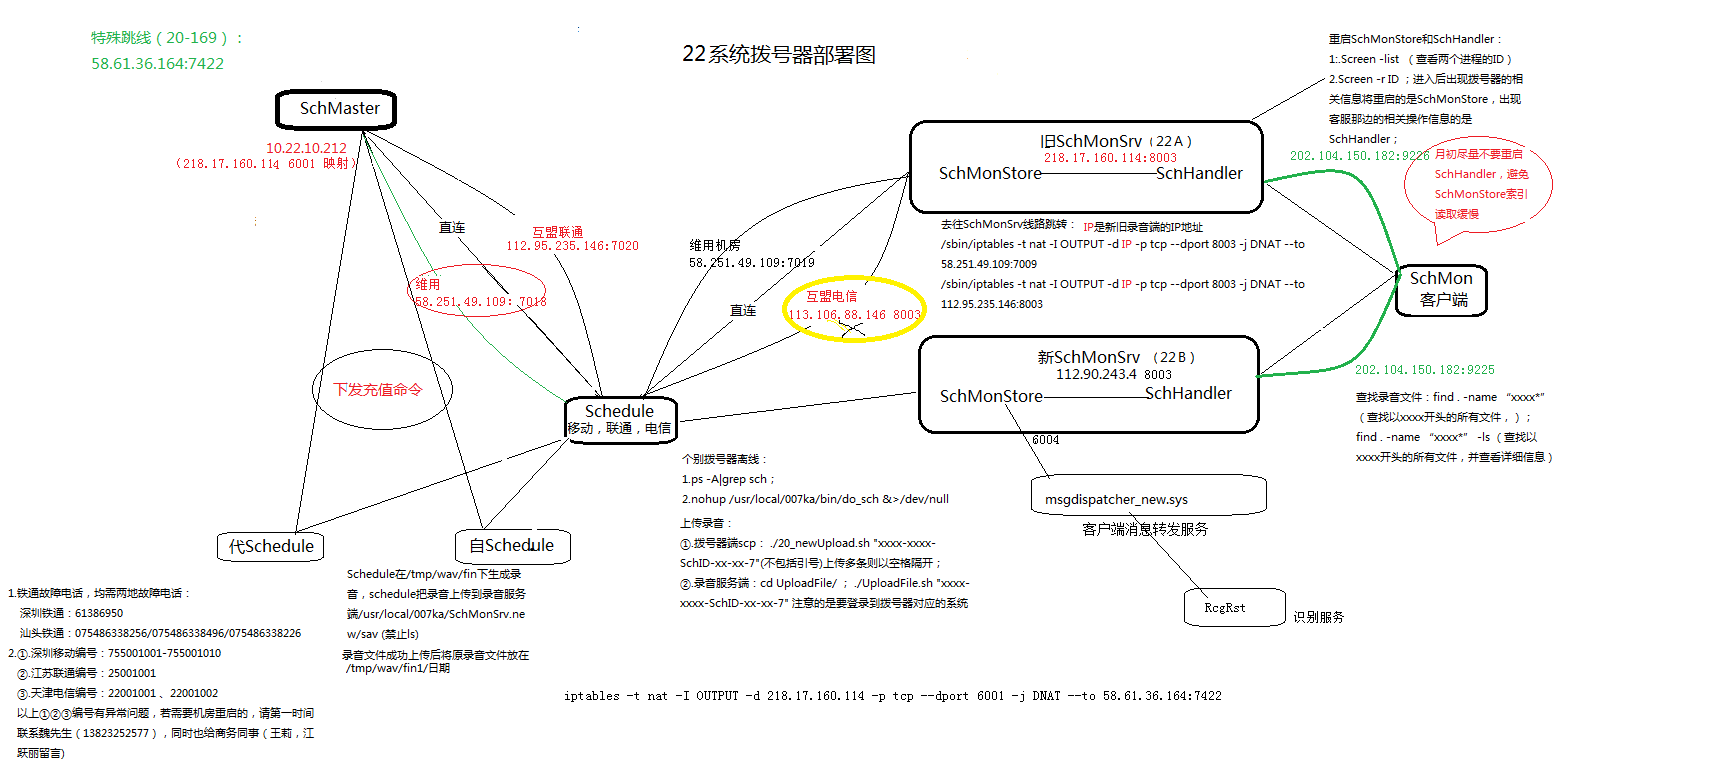 特殊跳线（20-169）：
58.61.36.164:7422
22系统拨号器部署图
SchMaster
10.22.10.212
（218.17.160.114 6001 映射）
直连
互盟联通
112.95.235.146:7020
维用
58.251.49.109: 7018
下发充值命令
维用机房
58.251.49.109:7019
直连
互盟电信
113.106.88.146 8003
Schedule
移动，联通，电信
代Schedule
自Schedule
旧SchMonSrv（22A）
218.17.160.114:8003
SchMonStore
SchHandler
去往SchMonSrv线路跳转： IP是新旧录音端的IP地址
/sbin/iptables -t nat -I OUTPUT -d IP -p tcp --dport 8003 -j DNAT --to
58.251.49.109:7009
/sbin/iptables -t nat -I OUTPUT -d IP -p tcp --dport 8003 -j DNAT --to
112.95.235.146:8003
新SchMonSrv （22B）
112.90.243.4 8003
SchMonStore
SchHandler
6004
msgdispatcher_new.sys
客户端消息转发服务
RcgRst
识别服务
重启SchMonStore和SchHandler：
1:.Screen -list （查看两个进程的ID）
2.Screen -r ID ；进入后出现拨号器的相
关信息将重启的是SchMonStore，出现
客服那边的相关操作信息的是
SchHandler；
202.104.150.182:9226
月初尽量不要重启
SchHandler，避免
SchMonStore索引
读取缓慢
SchMon
客户端
202.104.150.182:9225
查找录音文件：find . -name “xxxx*”
（查找以xxxx开头的所有文件，）；
find . -name “xxxx*” -ls（查找以
xxxx开头的所有文件，并查看详细信息）
个别拨号器离线：
1.ps -A|grep sch；
2.nohup /usr/local/007ka/bin/do_sch &>/dev/null
上传录音：
①.拨号器端scp： ./20_newUpload.sh "xxxx-xxxx-
SchID-xx-xx-7"(不包括引号)上传多条则以空格隔开；
②.录音服务端：cd UploadFile/ ；./UploadFile.sh "xxxx-
xxxx-SchID-xx-xx-7" 注意的是要登录到拨号器对应的系统
Schedule在/tmp/wav/fin下生成录
音，schedule把录音上传到录音服务
端/usr/local/007ka/SchMonSrv.ne
w/sav (禁止ls)
录音文件成功上传后将原录音文件放在
/tmp/wav/fin1/日期
1.铁通故障电话，均需两地故障电话：
深圳铁通：61386950
汕头铁通：075486338256/075486338496/075486338226
2.①.深圳移动编号：755001001-755001010
②.江苏联通编号：25001001
③.天津电信编号：22001001 、22001002
以上①②③编号有异常问题，若需要机房重启的，请第一时间
联系魏先生（13823252577），同时也给商务同事（王莉，江
跃丽留言)
iptables -t nat -I OUTPUT -d 218.17.160.114 -p tcp --dport 6001 -j DNAT --to 58.61.36.164:7422